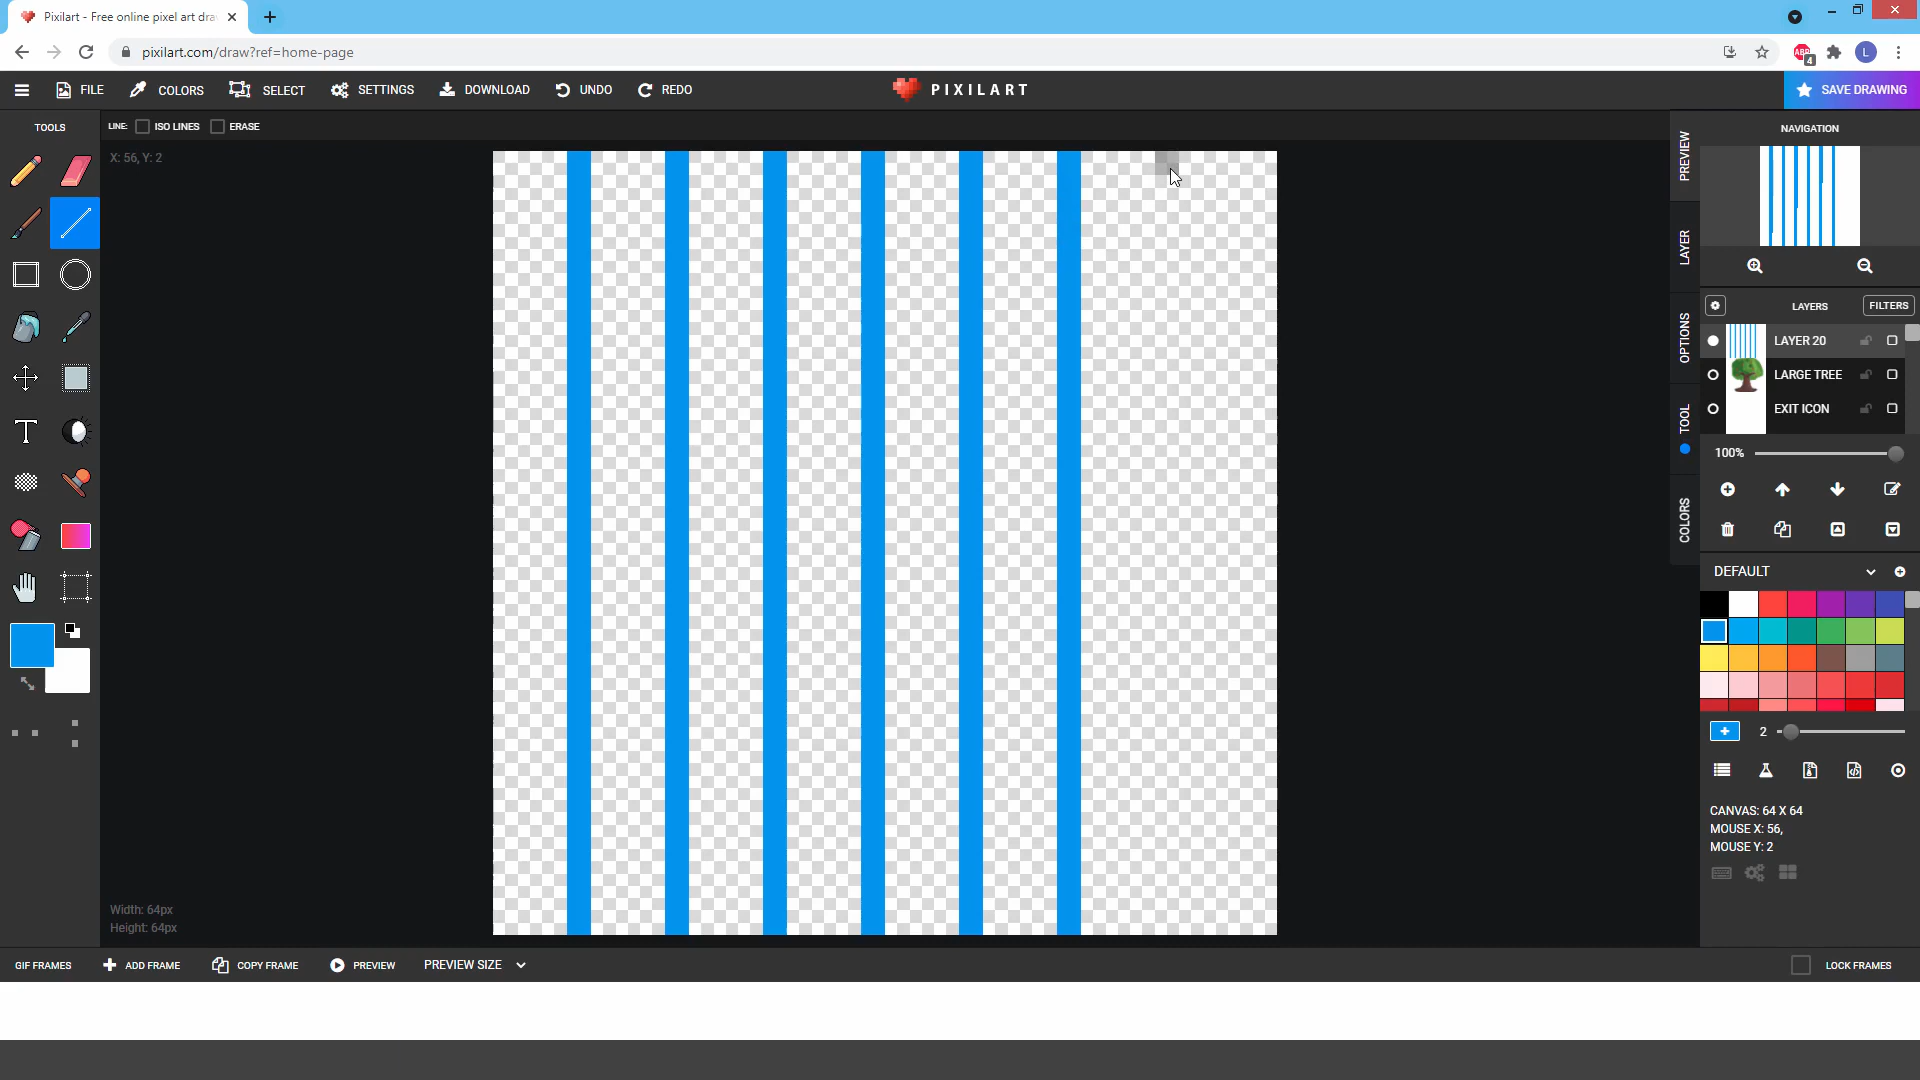 Pixilart - Free online pixel art dra
pixilart.com/draw?ref=home-page
ABP
4
L
FILE
COLORS
SELECT
SETTINGS
DOWNLOAD
UNDO
REDO
PIXILART
SAVE DRAWING
TOOLS
LINE:
ISO LINES
ERASE
X: 56, Y: 2
PREVIEW
LAYER
OPTIONS
TOOL
COLORS
NAVIGATION
LAYERS
FILTERS
LAYER 20
LARGE TREE
EXIT ICON
100%
DEFAULT
2
CANVAS: 64 X 64
MOUSE X: 56,
MOUSE Y: 2
Width: 64px
Height: 64px
GIF FRAMES
ADD FRAME
COPY FRAME
PREVIEW
PREVIEW SIZE
LOCK FRAMES